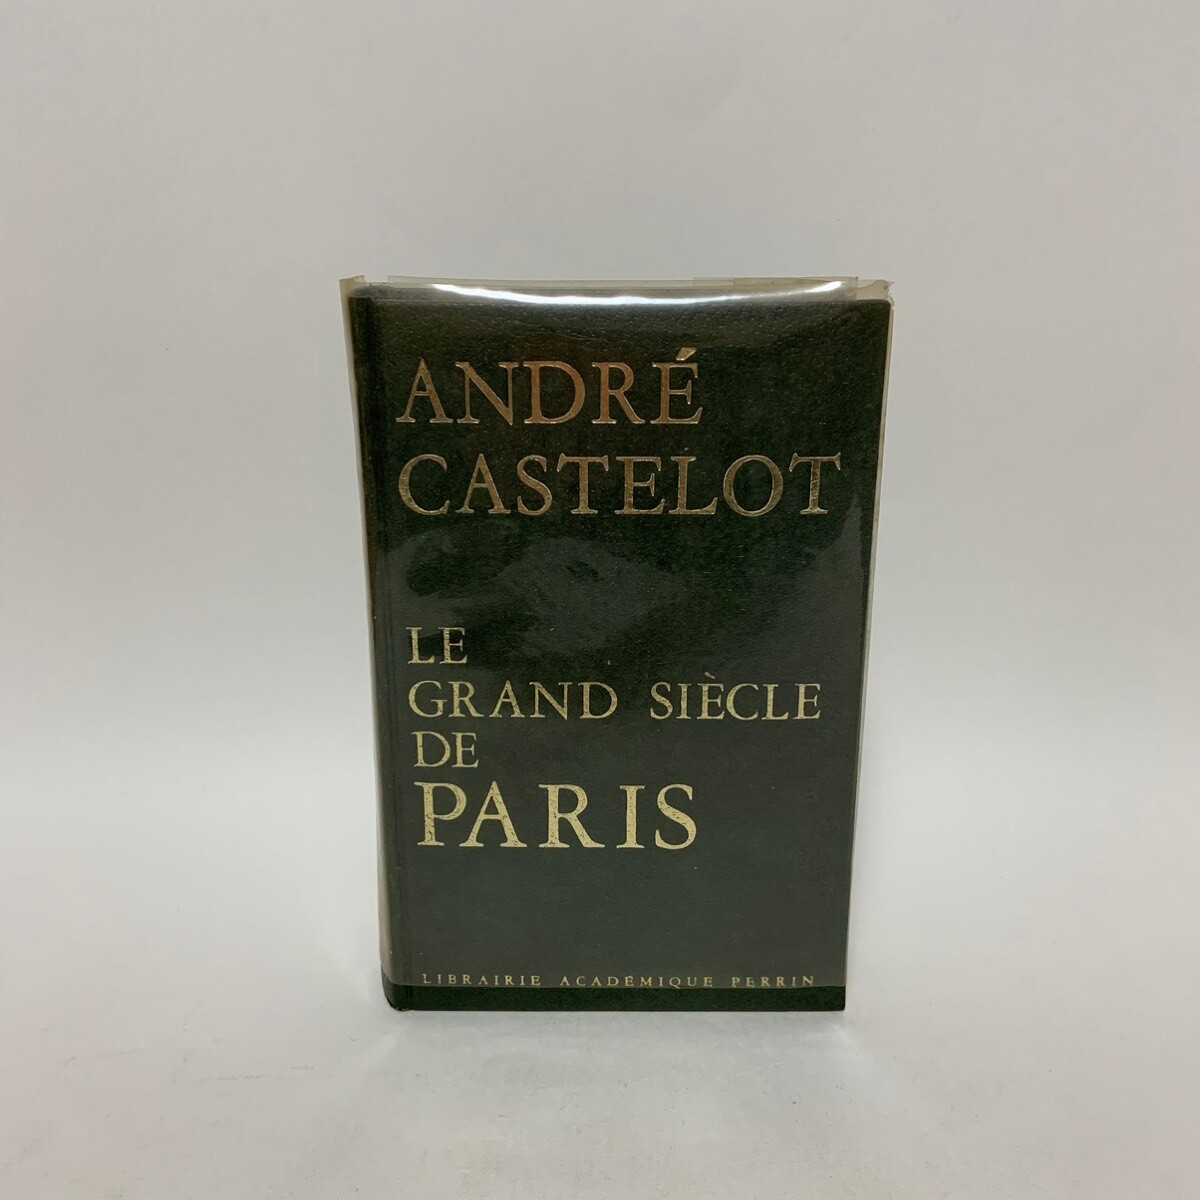 ANDRÉ
CASTELOT
LE
GRAND SIÈCLE
DE
PARIS
LIBRAIRIE ACADÉMIQUE PERRIN